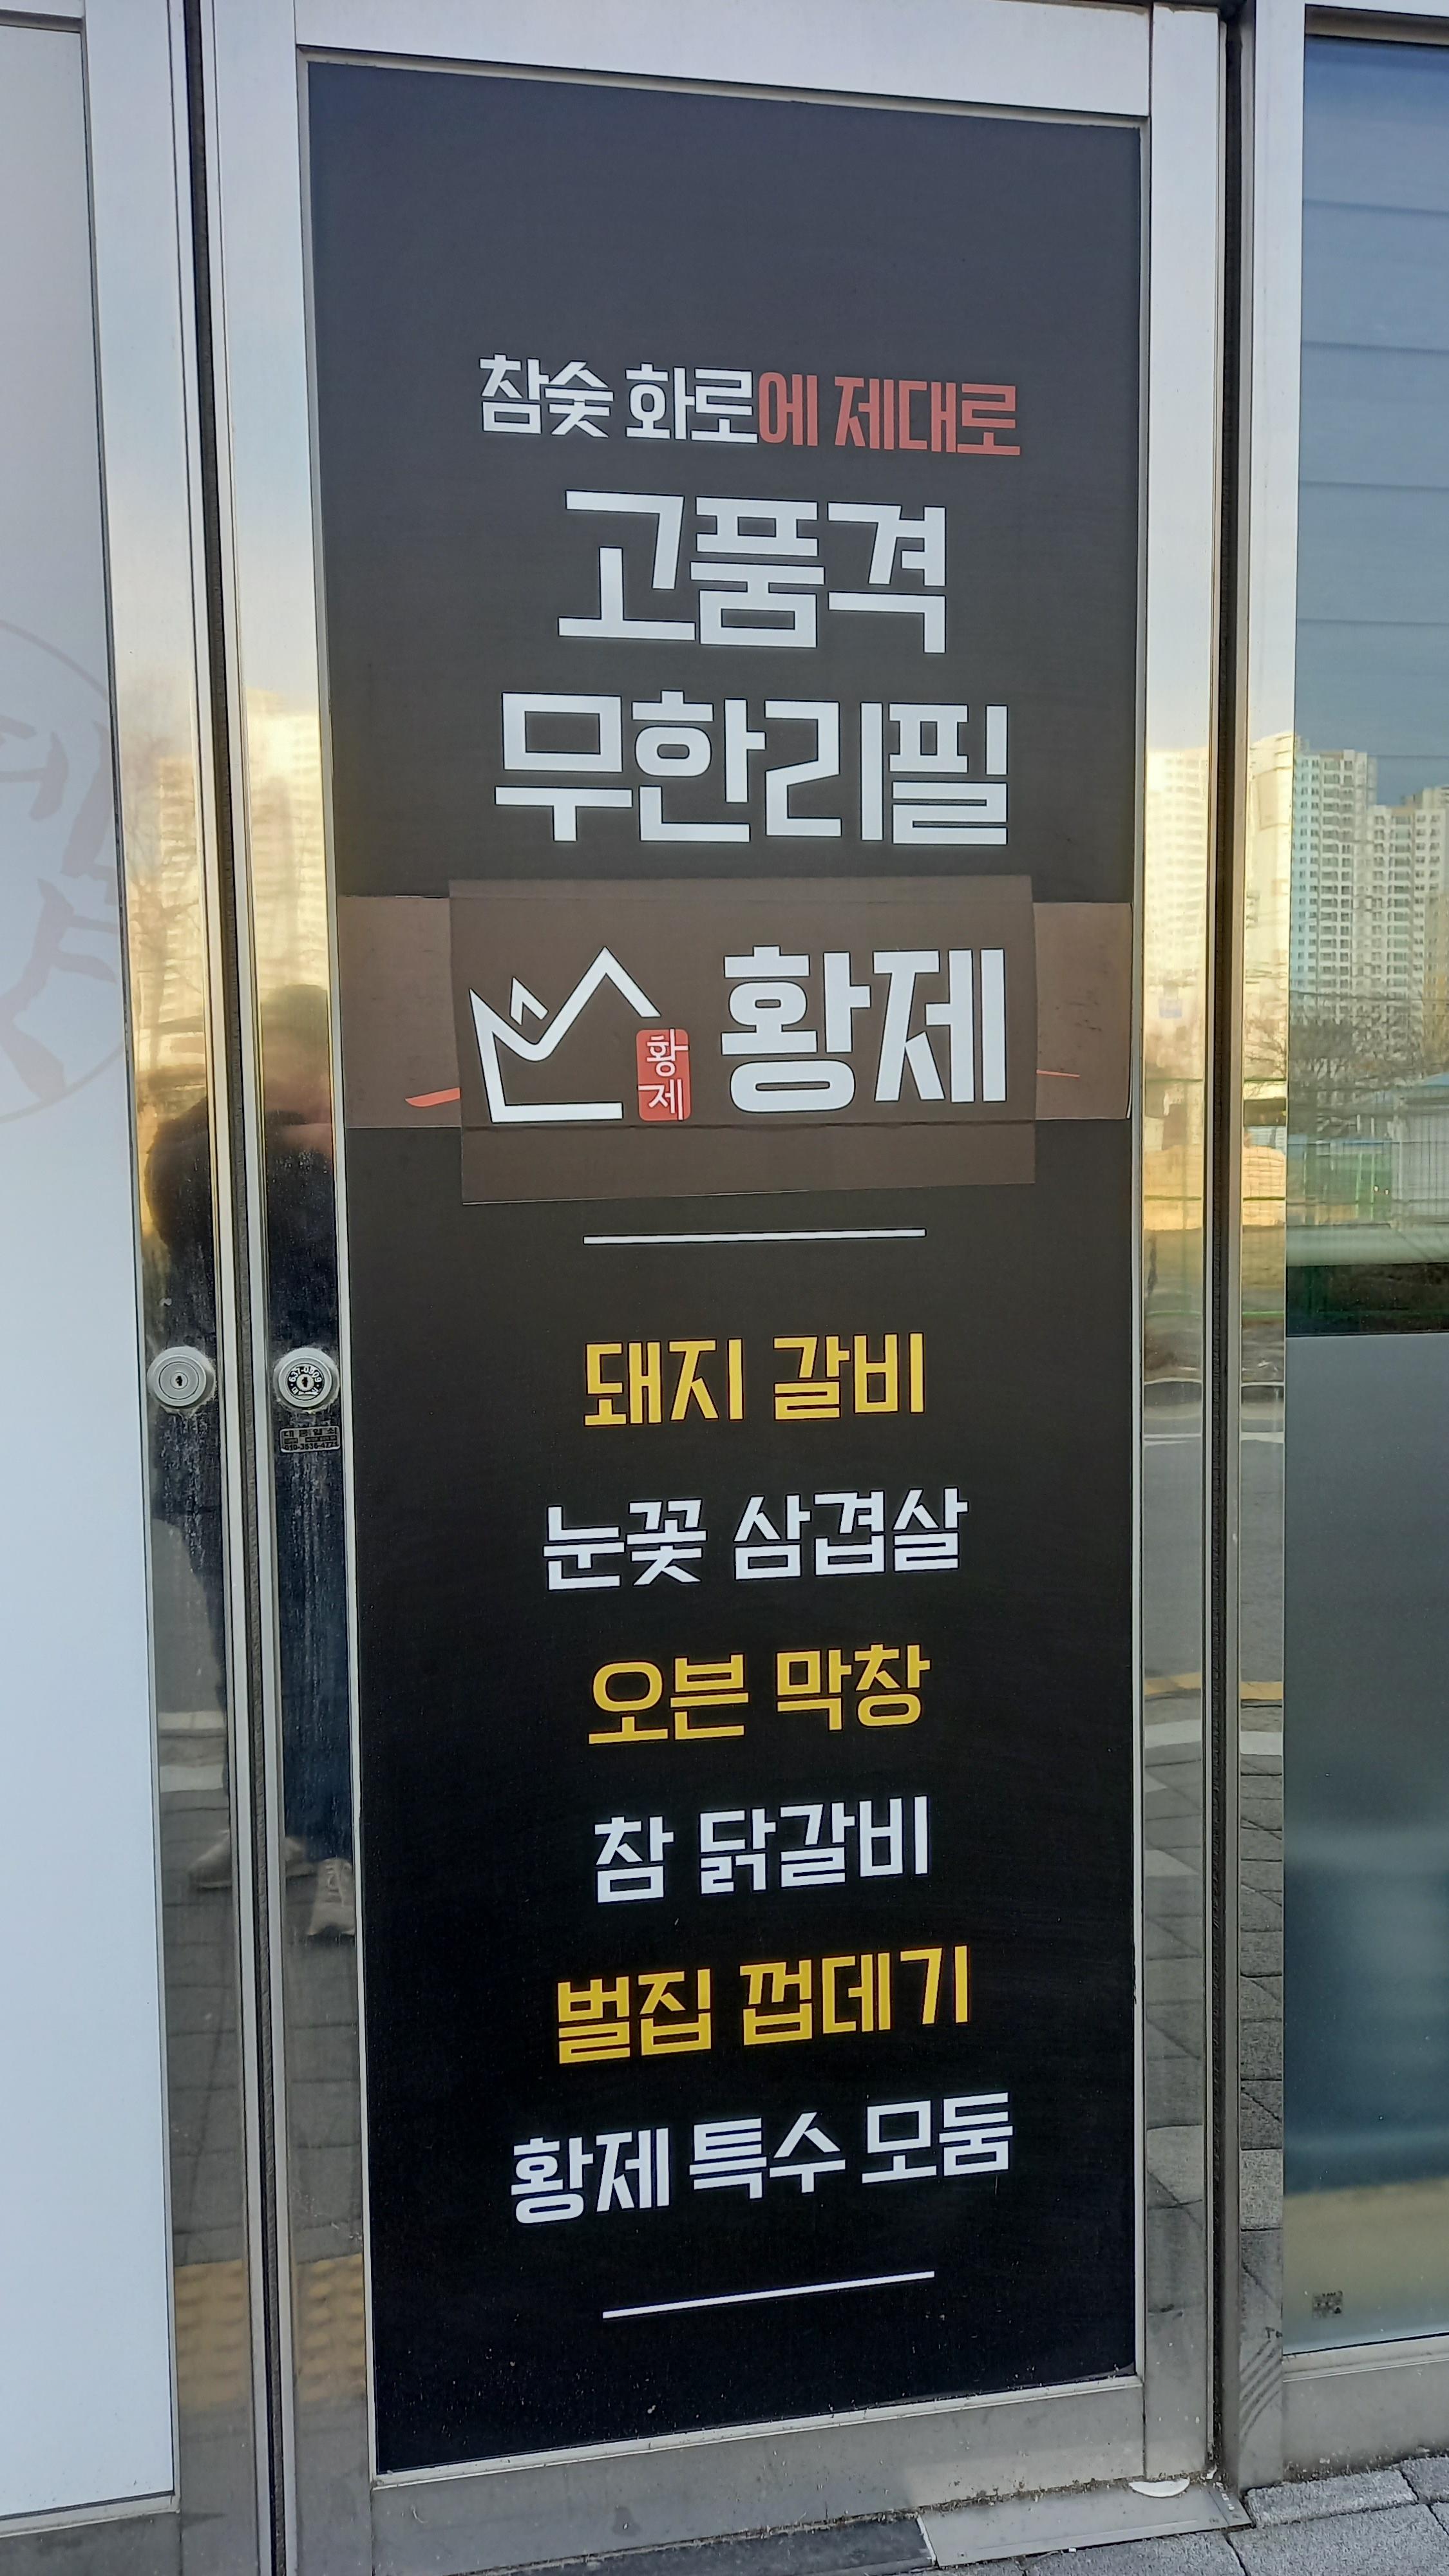 참숯 화로에 제대로
고품격
무한리필
황제
황제
돼지 갈비
눈꽃 삼겹살
오븐 막창
참 닭갈비
벌집 껍데기
황제 특수 모둠